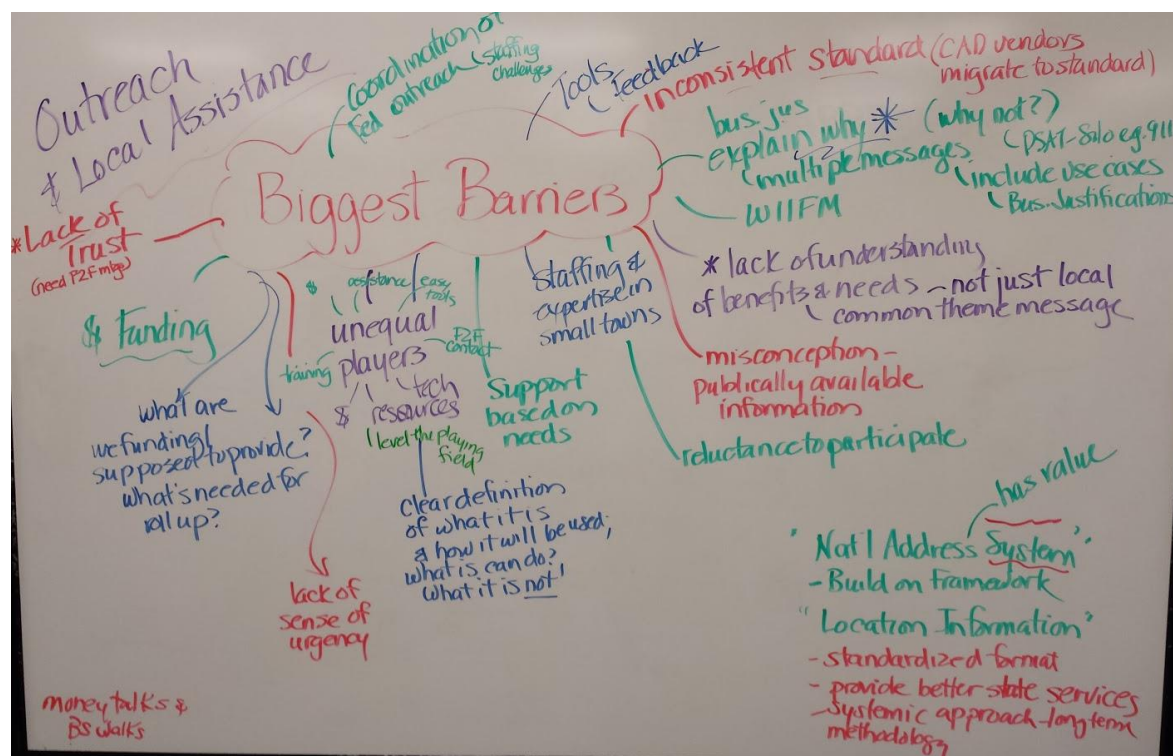 Outreach
& Local Assistance
Coordination of
Fed outreach
staffing
challenges
Tools
Feedback
inconsistent standard (CAD vendors
migrate to standard)
bus. jus
explain why * (why not?)
multiple messages
PSAP-Silo e.g. 911
include use cases
Bus. Justification
WIIFM
Biggest Barriers
* Lack of
Trust
(need F2F mtgs)
$ Funding
what are
we funding/
supposed to provide?
what's needed for
roll up?
$
assistance
easy
tools
unequal
players
F2F
contact
training
$
tech
resources
level the playing
field
clear definition
of what it is
& how it will be used;
what is can do?
what it is not!
lack of
sense of
urgency
Support
based on
needs
staffing &
expertise in
small towns
* lack of understanding
of benefits & needs - not just local
common theme message
misconception -
publically available
information
reluctance to participate
has value
"Nat'l Address System"
- Build on framework
"Location Information"
- standardized format
- provide better state services
- systemic approach - long term
methodology
money talks &
BS walks